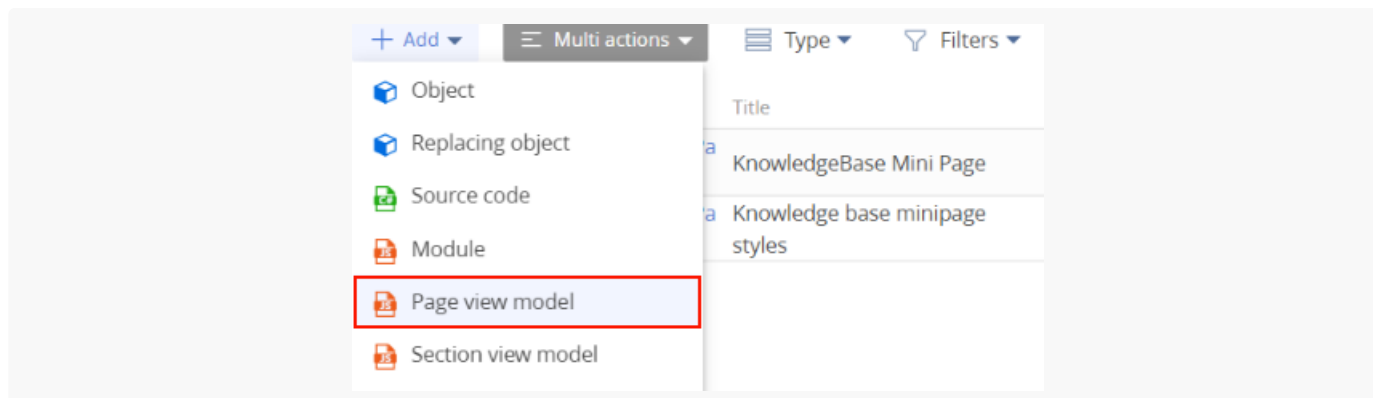 Add
Multi actions
Type
Filters
Object
Replacing object
Source code
Module
Page view model
Section view model
Title
a KnowledgeBase Mini Page
a Knowledge base minipage
styles